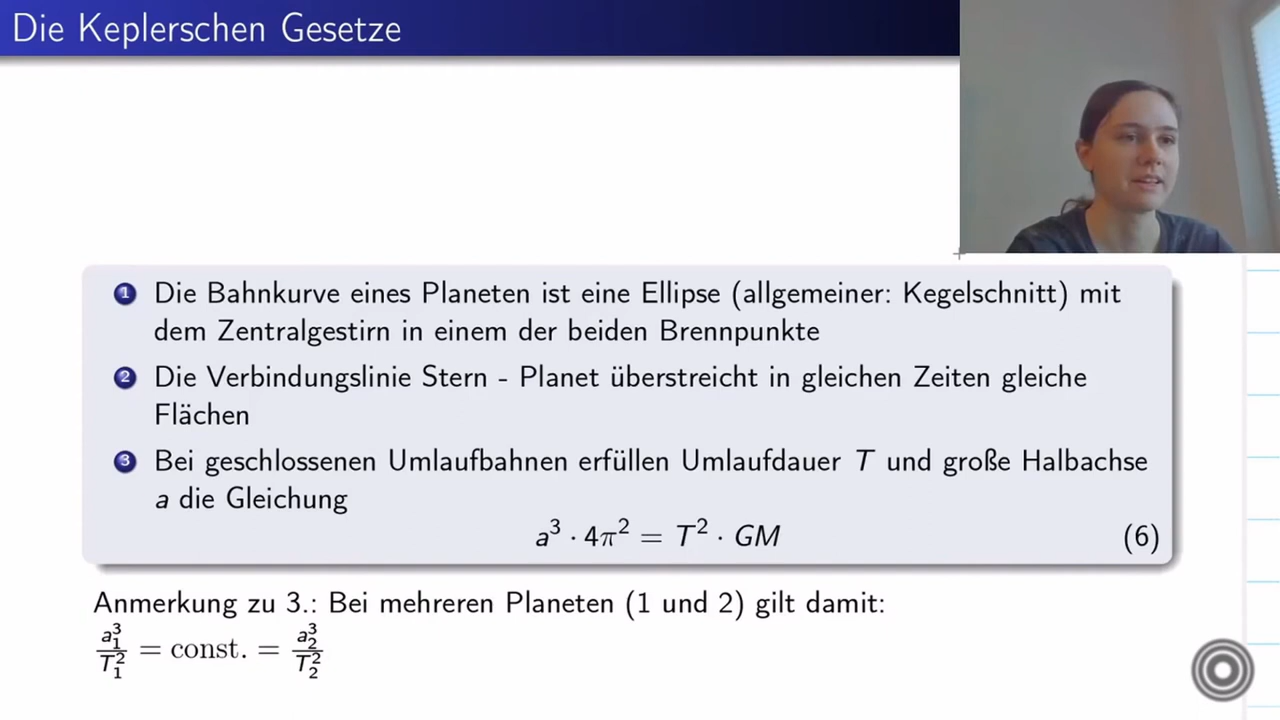 Die Keplerschen Gesetze
1 Die Bahnkurve eines Planeten ist eine Ellipse (allgemeiner: Kegelschnitt) mit
dem Zentralgestirn in einem der beiden Brennpunkte
2 Die Verbindungslinie Stern - Planet überstreicht in gleichen Zeiten gleiche
Flächen
3 Bei geschlossenen Umlaufbahnen erfüllen Umlaufdauer T und große Halbachse
a die Gleichung
a³ · 4π² = T² · GM (6)
Anmerkung zu 3.: Bei mehreren Planeten (1 und 2) gilt damit:
a₁³/T₁² = const. = a₂³/T₂²